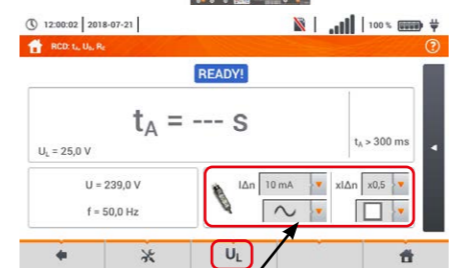 12:00:02 | 2018-07-21 | 100 %
RCD: tA, UL, RE
READY!
tA = --- s
UL = 25,0 V
tA > 300 ms
U = 239,0 V
f = 50,0 Hz
IΔn 10 mA xIΔn x0,5
UL